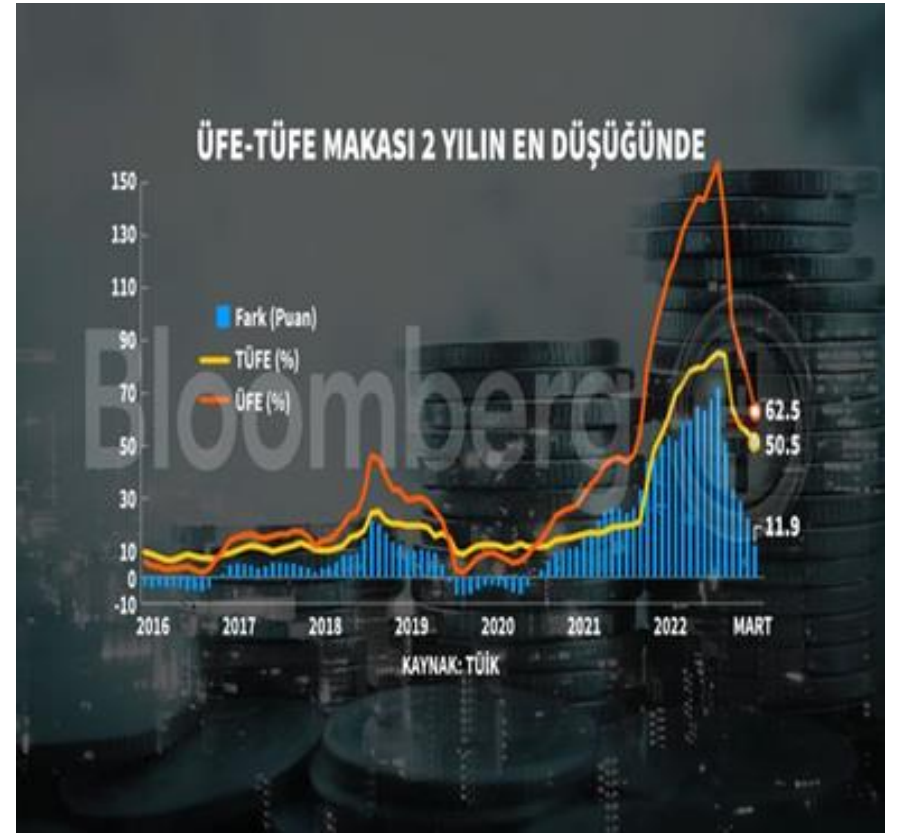 ÜFE-TÜFE MAKASI 2 YILIN EN DÜŞÜĞÜNDE
150
130
110
90
70
50
30
10
0
-10
Fark (Puan)
TÜFE (%)
ÜFE (%)
Bloomberg
62.5
50.5
11.9
2016 2017 2018 2019 2020 2021 2022 MART
KAYNAK: TÜİK